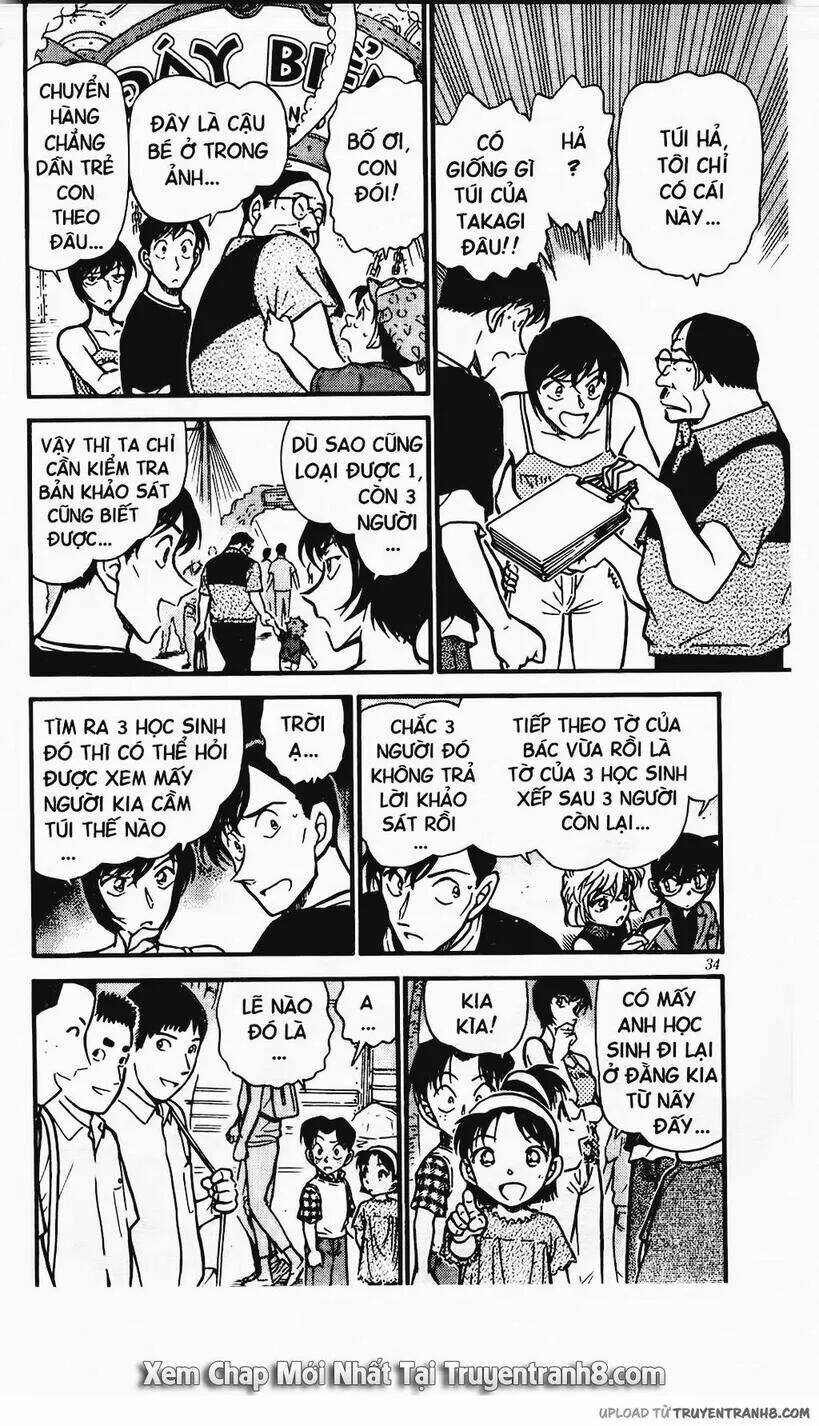 TÚI HẢ,
TÔI CHỈ
CÓ CÁI
NÀY...
HẢ
?
CÓ
GIỐNG GÌ
TÚI CỦA
TAKAGI
ĐÂU!!
ĐÁY BIỂ
BỐ ƠI,
CON
ĐÓI!
ĐÂY LÀ CẬU
BÉ Ở TRONG
ẢNH...
CHUYỂN
HÀNG
CHẲNG
DẪN TRẺ
CON
THEO
ĐÂU...
DÙ SAO CŨNG
LOẠI ĐƯỢC 1,
CÒN 3
NGƯỜI
...
VẬY THÌ TA CHỈ
CẦN KIỂM TRA
BẢN KHẢO SÁT
CŨNG BIẾT
ĐƯỢC...
TIẾP THEO TỜ CỦA
BÁC VỪA RỒI LÀ
TỜ CỦA 3 HỌC SINH
XẾP SAU 3 NGƯỜI
CÒN LẠI...
CHẮC 3
NGƯỜI ĐÓ
KHÔNG TRẢ
LỜI KHẢO
SÁT RỒI
TRỜI
Ạ...
TÌM RA 3 HỌC SINH
ĐÓ THÌ CÓ THỂ HỎI
ĐƯỢC XEM MẤY
NGƯỜI KIA CẦM
TÚI THẾ NÀO
...
34
CÓ MẤY
ANH HỌC
SINH ĐI LẠI
Ở ĐẰNG KIA
TỪ NÃY
ĐẤY...
KIA
KÌA!
A
...
LẼ NÀO
ĐÓ LÀ
...
Xem Chap Mới Nhất Tại Truyentranh8.com
UPLOAD TỪ TRUYENTRANH8.COM